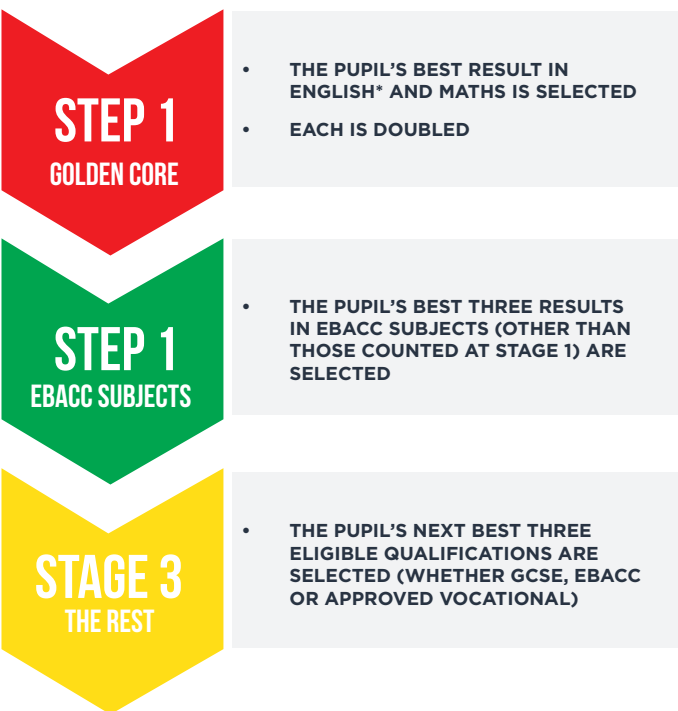 STEP 1
GOLDEN CORE
• THE PUPIL'S BEST RESULT IN
ENGLISH* AND MATHS IS SELECTED
• EACH IS DOUBLED
STEP 1
EBACC SUBJECTS
• THE PUPIL'S BEST THREE RESULTS
IN EBACC SUBJECTS (OTHER THAN
THOSE COUNTED AT STAGE 1) ARE
SELECTED
STAGE 3
THE REST
• THE PUPIL'S NEXT BEST THREE
ELIGIBLE QUALIFICATIONS ARE
SELECTED (WHETHER GCSE, EBACC
OR APPROVED VOCATIONAL)